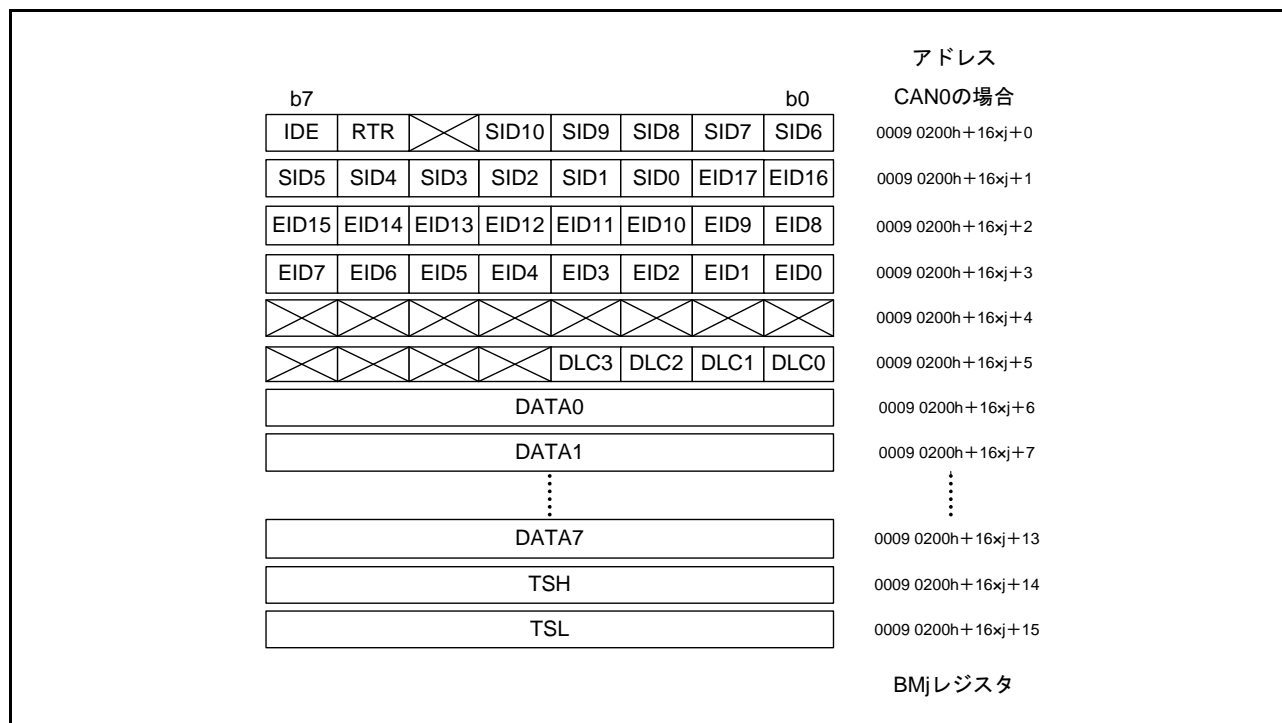 アドレス
b7 b0 CAN0の場合
IDE RTR SID10 SID9 SID8 SID7 SID6 0009 0200h+16×j+0
SID5 SID4 SID3 SID2 SID1 SID0 EID17 EID16 0009 0200h+16×j+1
EID15 EID14 EID13 EID12 EID11 EID10 EID9 EID8 0009 0200h+16×j+2
EID7 EID6 EID5 EID4 EID3 EID2 EID1 EID0 0009 0200h+16×j+3
0009 0200h+16×j+4
DLC3 DLC2 DLC1 DLC0 0009 0200h+16×j+5
DATA0 0009 0200h+16×j+6
DATA1 0009 0200h+16×j+7
DATA7 0009 0200h+16×j+13
TSH 0009 0200h+16×j+14
TSL 0009 0200h+16×j+15
BMjレジスタ